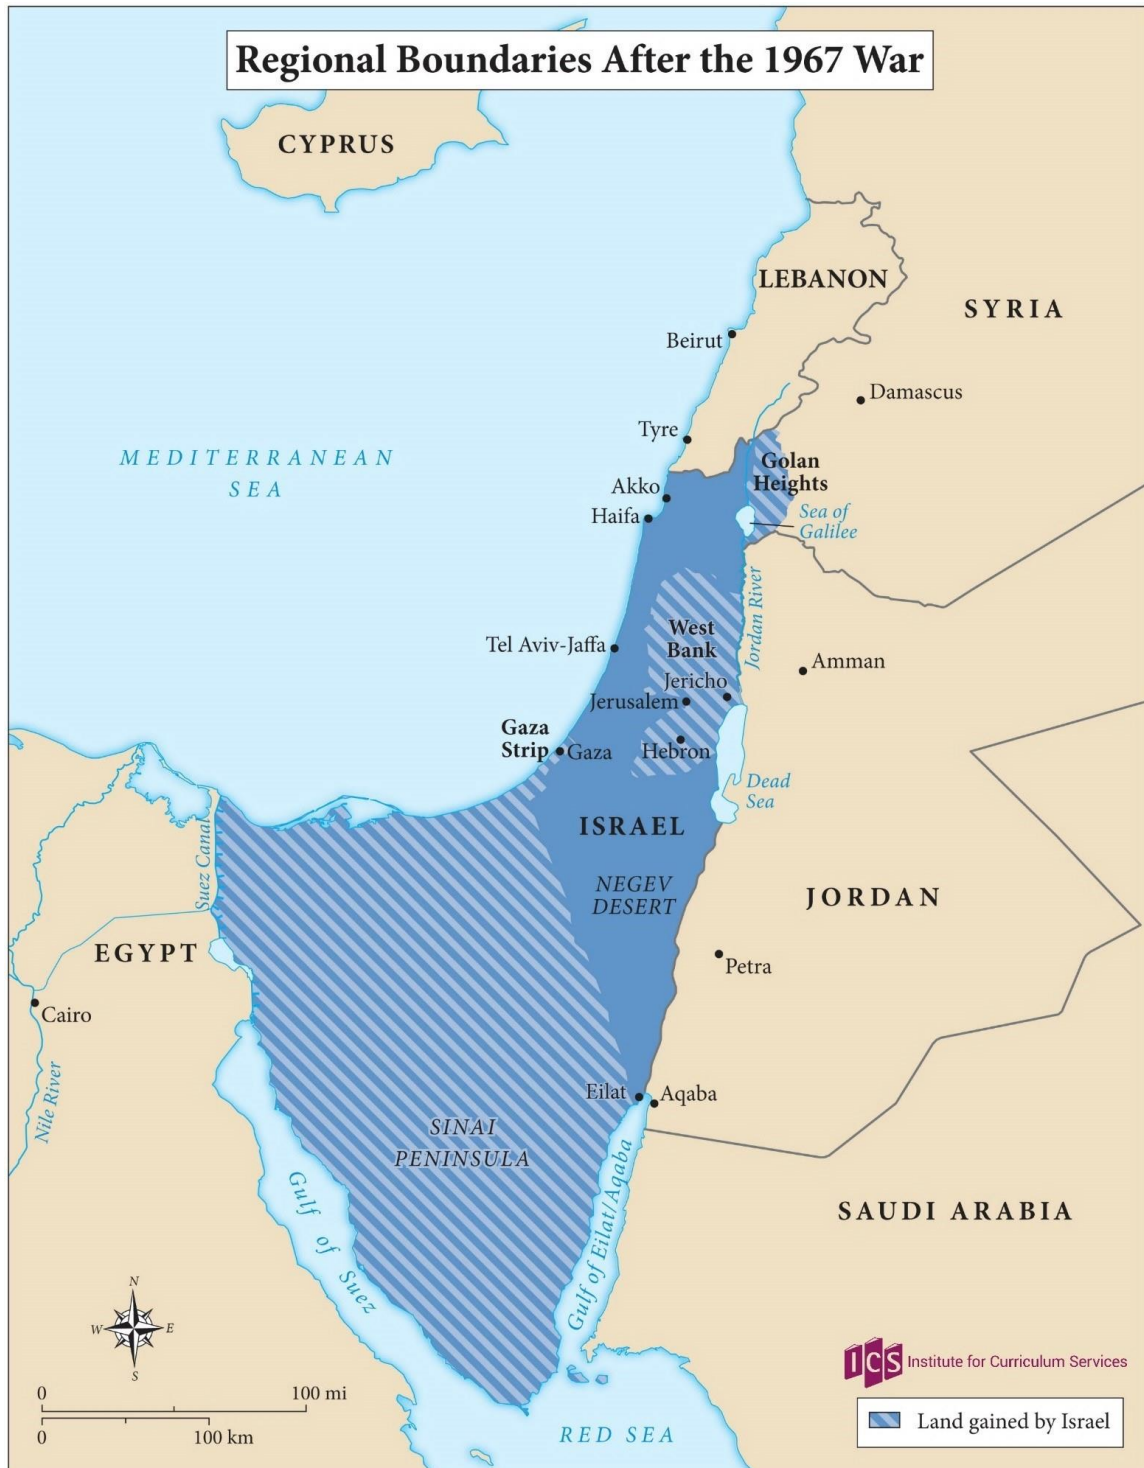 Regional Boundaries After the 1967 War
CYPRUS
LEBANON
SYRIA
Beirut
Damascus
Tyre
MEDITERRANEAN
SEA
Golan
Heights
Akko
Haifa
Sea of
Galilee
Jordan River
West
Bank
Tel Aviv-Jaffa
Amman
Jericho
Jerusalem
Gaza
Strip
Gaza
Hebron
Dead
Sea
ISRAEL
Suez Canal
NEGEV
DESERT
JORDAN
EGYPT
Petra
Cairo
Nile River
Eilat
Aqaba
SINAI
PENINSULA
Gulf of Suez
Gulf of Eilat/Aqaba
SAUDI ARABIA
N
W
E
S
ICS Institute for Curriculum Services
0
100 mi
0
100 km
RED SEA
Land gained by Israel